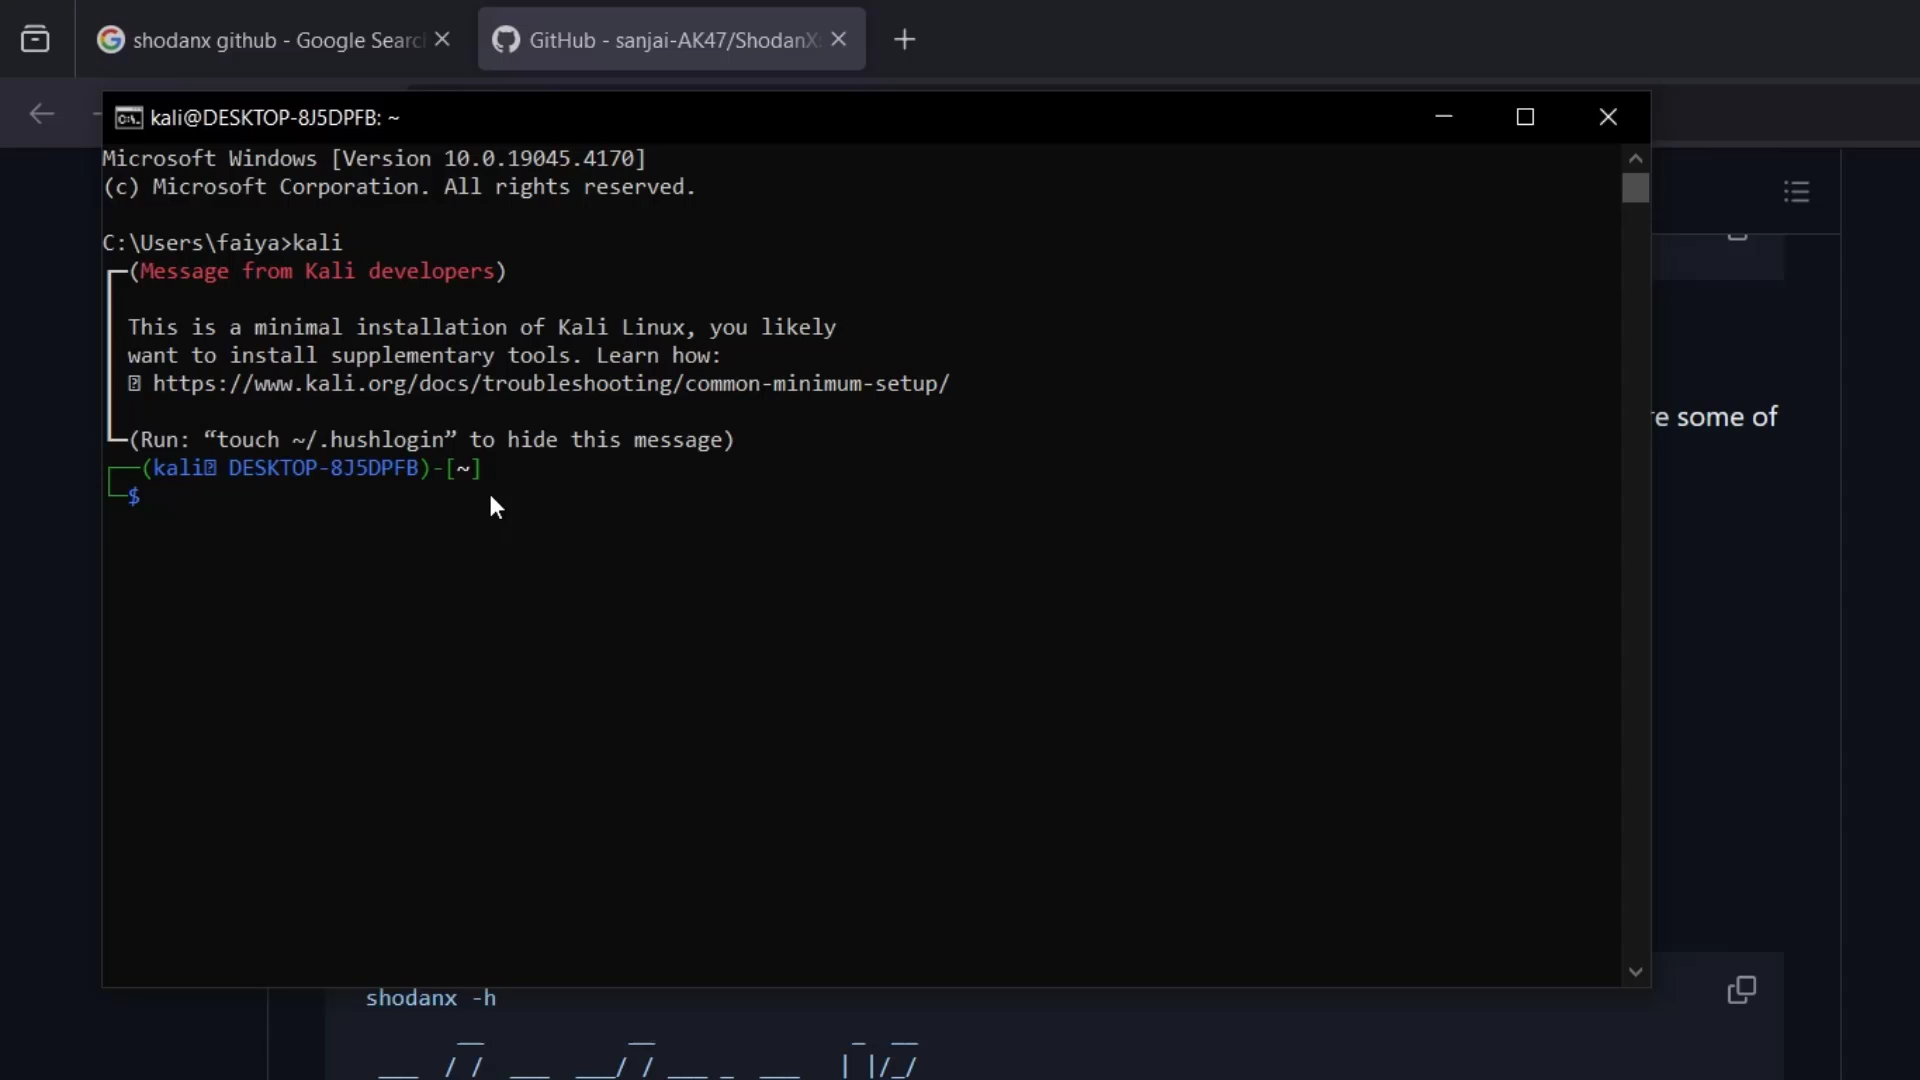 shodanx github - Google Searc
GitHub - sanjai-AK47/ShodanX
kali@DESKTOP-8J5DPFB: ~
Microsoft Windows [Version 10.0.19045.4170]
(c) Microsoft Corporation. All rights reserved.
C:\Users\faiya>kali
(Message from Kali developers)
This is a minimal installation of Kali Linux, you likely
want to install supplementary tools. Learn how:
https://www.kali.org/docs/troubleshooting/common-minimum-setup/
(Run: “touch ~/.hushlogin” to hide this message)
(kali DESKTOP-8J5DPFB)-[~]
$
re some of
shodanx -h